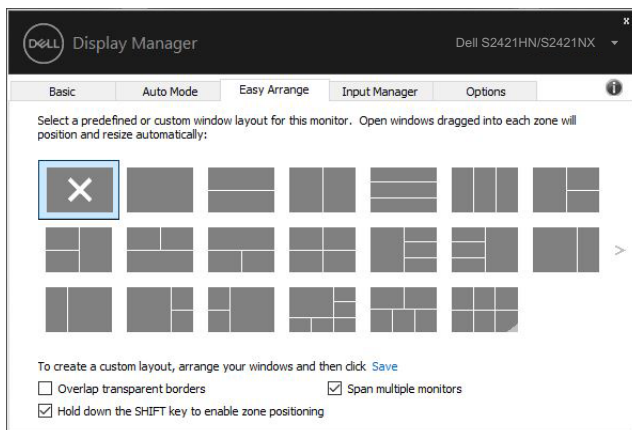 DELL Display Manager Dell S2421HN/S2421NX
Basic Auto Mode Easy Arrange Input Manager Options
Select a predefined or custom window layout for this monitor. Open windows dragged into each zone will
position and resize automatically:
To create a custom layout, arrange your windows and then click Save
Overlap transparent borders Span multiple monitors
Hold down the SHIFT key to enable zone positioning